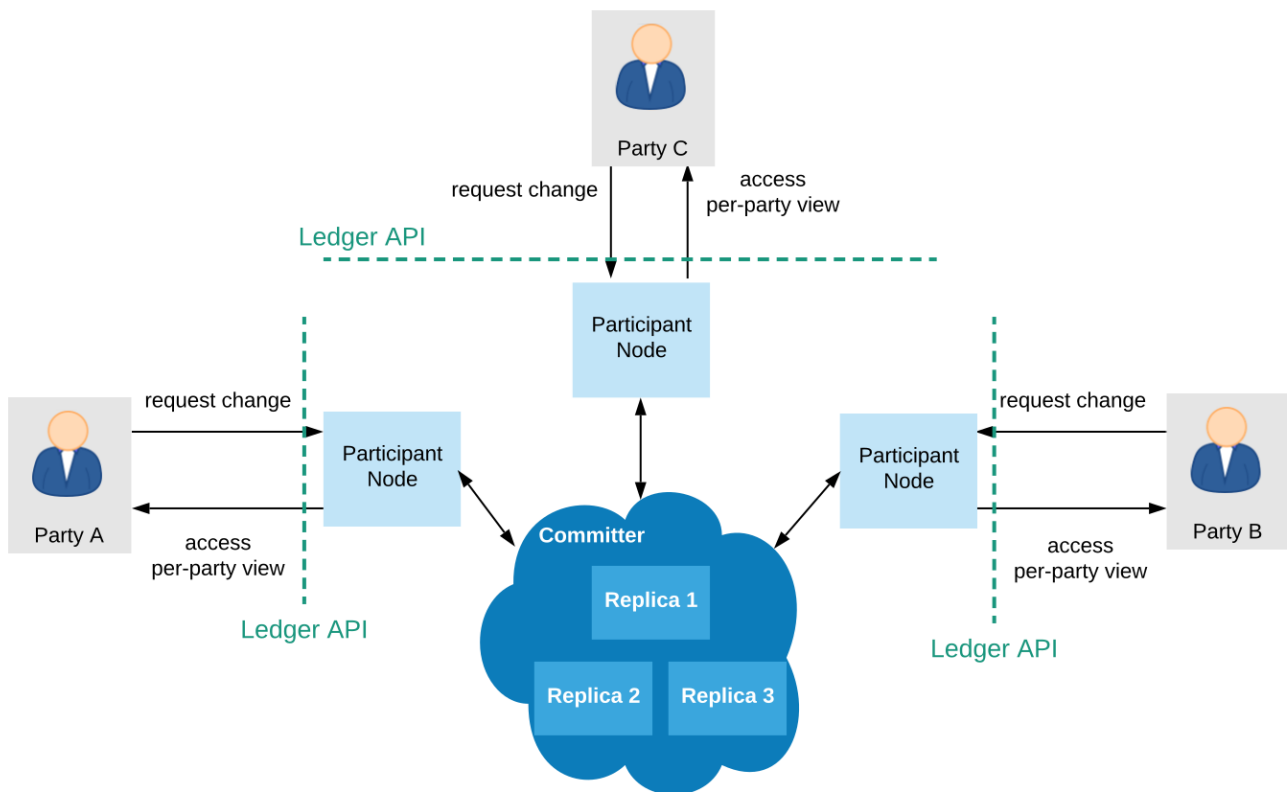 Party C
request change
access
per-party view
Ledger API
Participant
Node
request change
Party A
access
per-party view
Ledger API
Participant
Node
Participant
Node
request change
Party B
access
per-party view
Ledger API
Committer
Replica 1
Replica 2
Replica 3